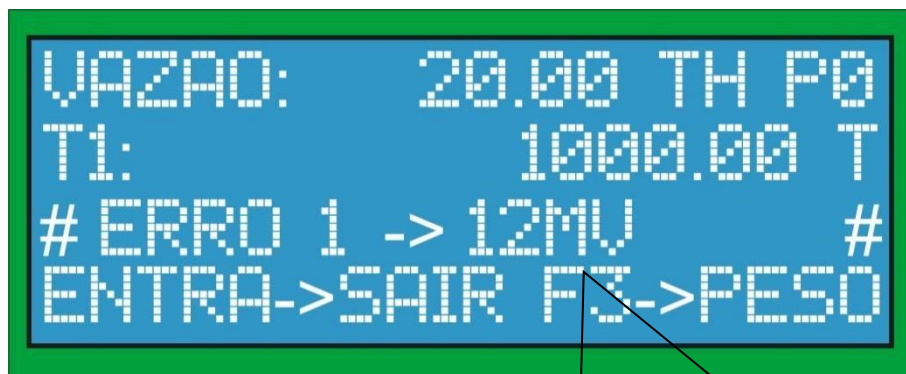 VAZAO: 20.00 TH P0
T1: 1000.00 T
# ERRO 1 -> 12MV #
ENTRA->SAIR F3->PESO